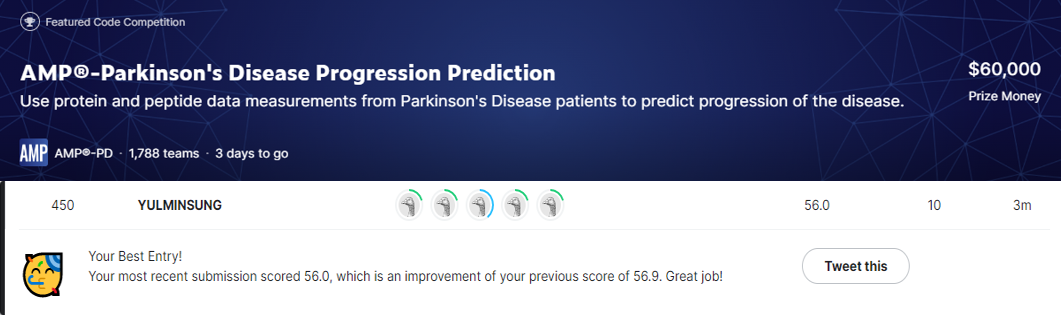 Featured Code Competition
AMP®-Parkinson's Disease Progression Prediction
$60,000
Use protein and peptide data measurements from Parkinson's Disease patients to predict progression of the disease.
Prize Money
AMP AMP®-PD · 1,788 teams · 3 days to go
450 YULMINSUNG 56.0 10 3m
Your Best Entry!
Your most recent submission scored 56.0, which is an improvement of your previous score of 56.9. Great job!
Tweet this